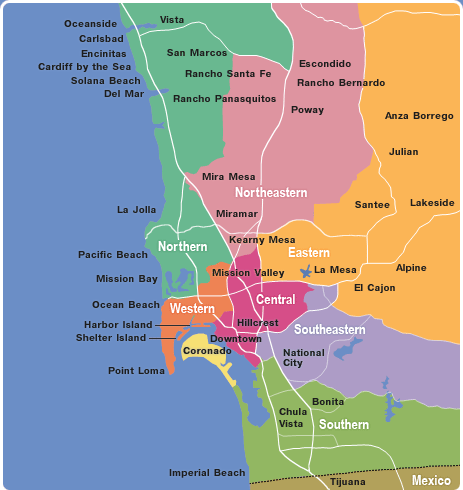 Vista
Oceanside
Carlsbad
Encinitas
San Marcos
Cardiff by the Sea
Escondido
Rancho Santa Fe
Solana Beach
Rancho Bernardo
Del Mar
Rancho Panasquitos
Poway
Anza Borrego
Julian
Mira Mesa
Northeastern
Santee
Lakeside
La Jolla
Miramar
Kearny Mesa
Northern
Pacific Beach
Eastern
Alpine
Mission Valley
La Mesa
Mission Bay
El Cajon
Central
Ocean Beach
Western
Harbor Island
Hillcrest
Southeastern
Shelter Island
Downtown
Coronado
National
City
Point Loma
Bonita
Chula
Vista
Southern
Imperial Beach
Tijuana
Mexico